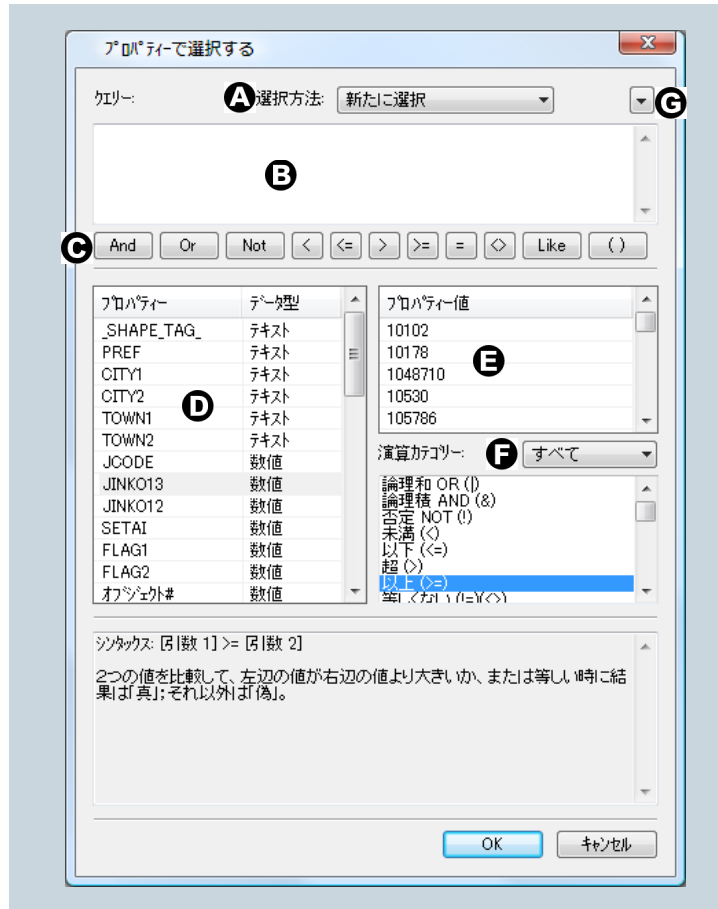 プロパティーで選択する
クエリー: A 選択方法: 新たに選択 G
B
C And Or Not < <= > >= = <> Like ( )
プロパティー データ型
_SHAPE_TAG_ テキスト
PREF テキスト
CITY1 テキスト
CITY2 テキスト
TOWN1 テキスト
TOWN2 テキスト
JCODE 数値
JINKO13 数値
JINKO12 数値
SETAI 数値
FLAG1 数値
FLAG2 数値
オブジェクト# 数値
D
プロパティー値
10102
10178
1048710
10530
105786
E
演算カテゴリー: F すべて
論理和 OR (|)
論理積 AND (&)
否定 NOT (!)
未満 (<)
以下 (<=)
超 (>)
以上 (>=)
等しくない (!=)(<>)
シンタックス: [引数 1] >= [引数 2]
2つの値を比較して、左辺の値が右辺の値より大きいか、または等しい時に結
果は「真」; それ以外は「偽」。
OK キャンセル